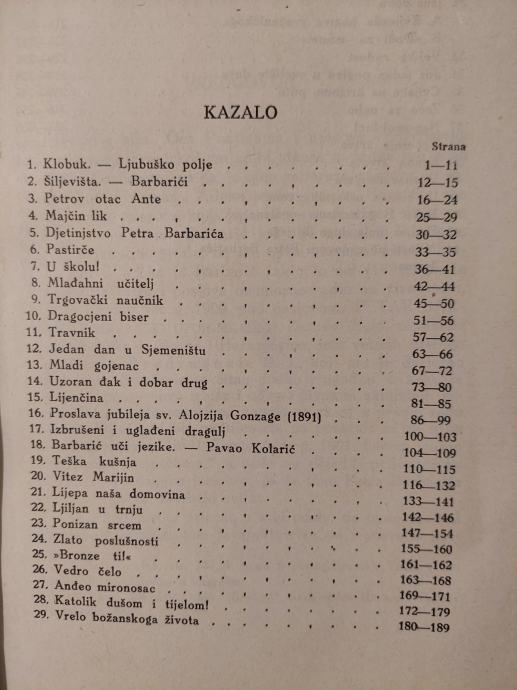 KAZALO
Strana
1. Klobuk. — Ljubuško polje . . . . . . . . 1—11
2. Šiljevišta. — Barbarići . . . . . . . . 12—15
3. Petrov otac Ante . . . . . . . . 16—24
4. Majčin lik . . . . . . . . . 25—29
5. Djetinjstvo Petra Barbarića . . . . . . . 30—32
6. Pastirče . . . . . . . . . 33—35
7. U školu! . . . . . . . . . . 36—41
8. Mlađahni učitelj . . . . . . . . 42—44
9. Trgovački naučnik . . . . . . . . 45—50
10. Dragocjeni biser . . . . . . . . 51—56
11. Travnik . . . . . . . . . . 57—62
12. Jedan dan u Sjemeništu . . . . . . . 63—66
13. Mladi gojenac . . . . . . . . 67—72
14. Uzoran đak i dobar drug . . . . . . . 73—80
15. Lijenčina . . . . . . . . . 81—85
16. Proslava jubileja sv. Alojzija Gonzage (1891) . . . 86—99
17. Izbrušeni i uglađeni dragulj . . . . . . 100—103
18. Barbarić uči jezike. — Pavao Kolarić . . . . 104—109
19. Teška kušnja . . . . . . . . 110—115
20. Vitez Marijin . . . . . . . . 116—132
21. Lijepa naša domovina . . . . . . . 133—141
22. Ljiljan u trnju . . . . . . . . 142—146
23. Ponizan srcem . . . . . . . . 147—154
24. Zlato poslušnosti . . . . . . . . 155—160
25. »Bronze til« . . . . . . . . . 161—162
26. Vedro čelo . . . . . . . . . 163—168
27. Anđeo mironosac . . . . . . . . 169—171
28. Katolik dušom i tijelom! . . . . . . . 172—179
29. Vrelo božanskoga života . . . . . . . 180—189